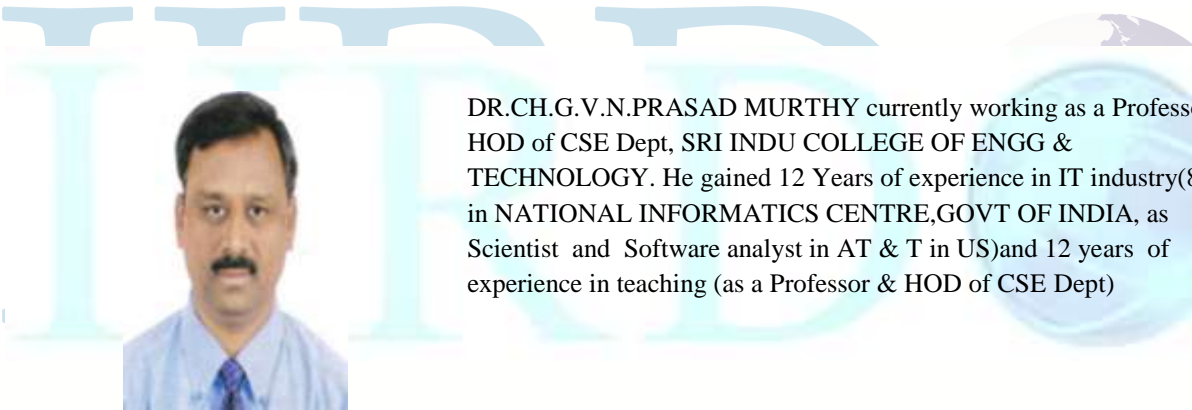 DR.CH.G.V.N.PRASAD MURTHY currently working as a
HOD of CSE Dept, SRI INDU COLLEGE OF ENGG &
TECHNOLOGY. He gained 12 Years of experience in IT industry(
in NATIONAL INFORMATICS CENTRE,GOVT OF INDIA, as
Scientist and Software analyst in AT & T in US)and 12 years of
experience in teaching (as a Professor & HOD of CSE Dept)